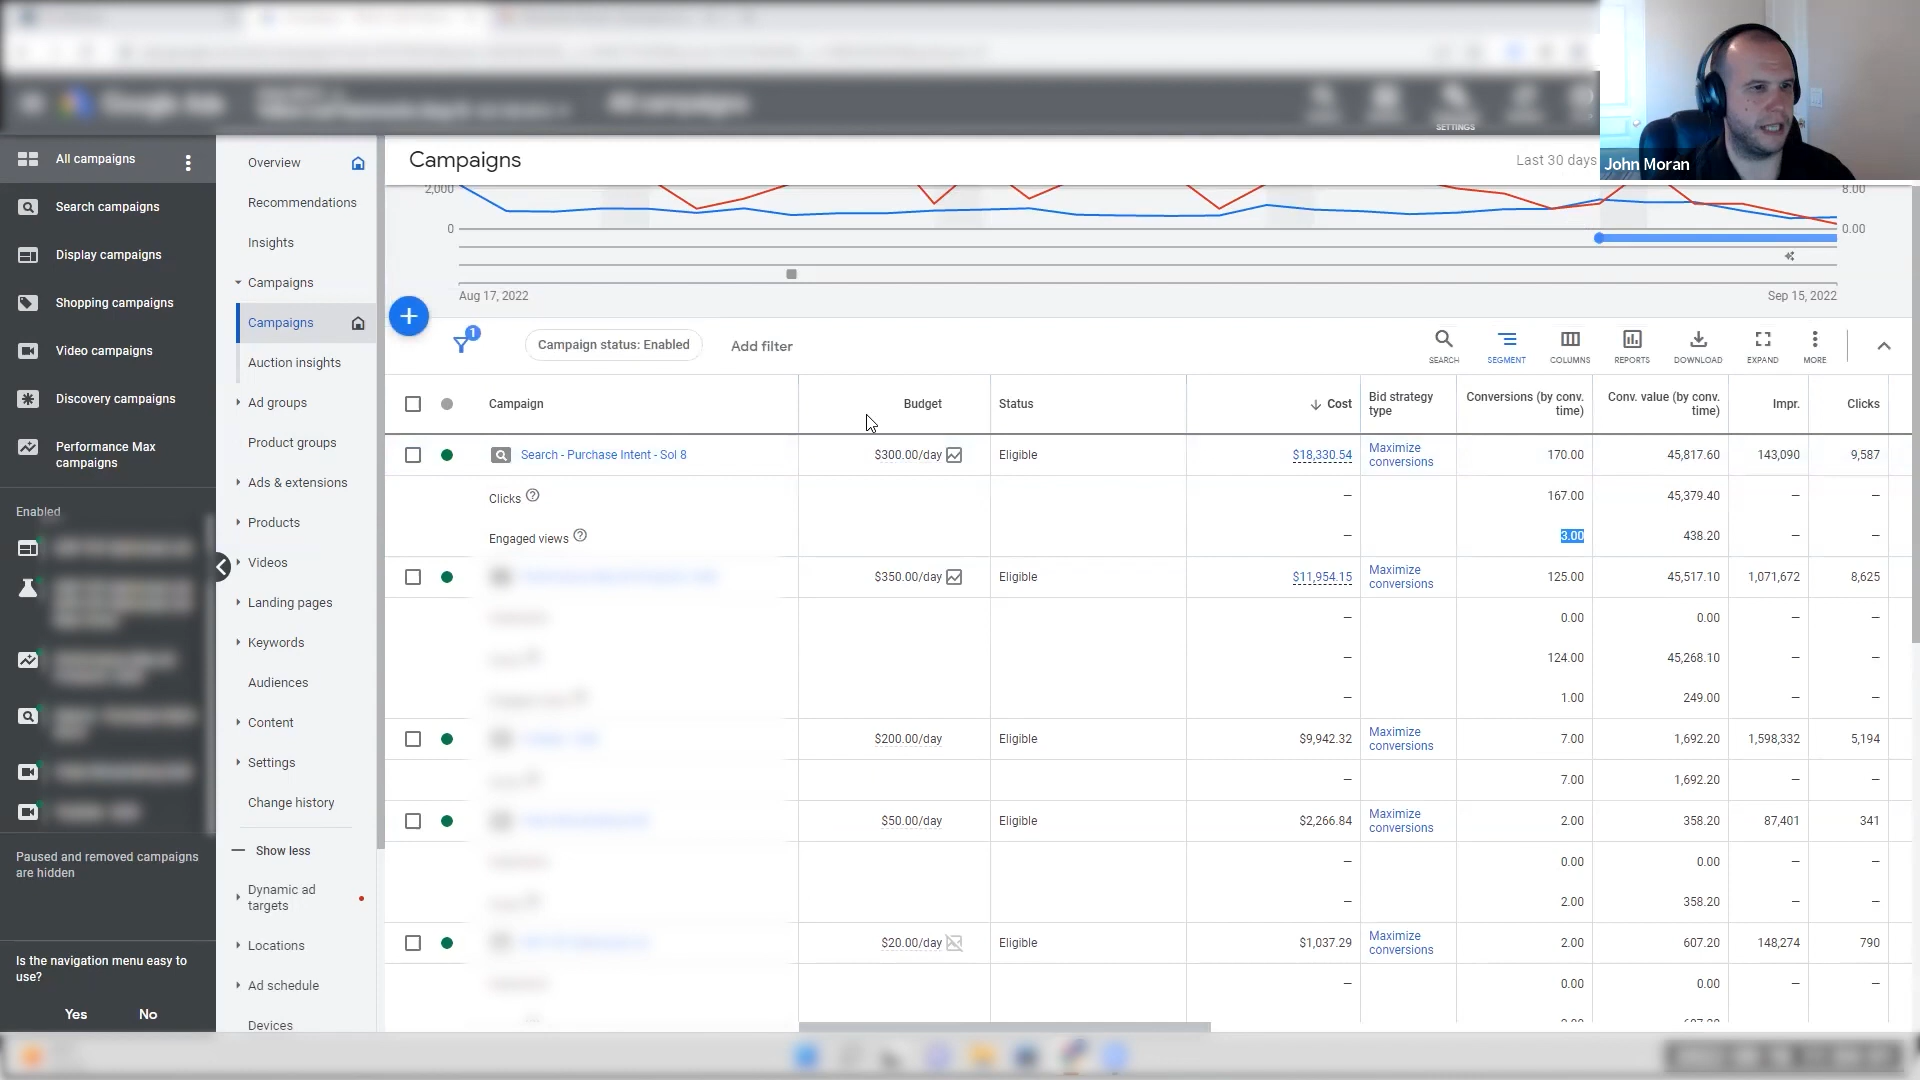 Google Ads
All campaigns
SETTINGS
John Moran
All campaigns
Search campaigns
Display campaigns
Shopping campaigns
Video campaigns
Discovery campaigns
Performance Max
campaigns
Enabled
Paused and removed campaigns
are hidden
Is the navigation menu easy to
use?
Yes No
Overview
Recommendations
Insights
Campaigns
Campaigns
Auction insights
Ad groups
Product groups
Ads & extensions
Products
Videos
Landing pages
Keywords
Audiences
Content
Settings
Change history
Show less
Dynamic ad
targets
Locations
Ad schedule
Devices
Campaigns
Last 30 days
2,000 8.00
0 0.00
Aug 17, 2022 Sep 15, 2022
1
Campaign status: Enabled Add filter
SEARCH SEGMENT COLUMNS REPORTS DOWNLOAD EXPAND MORE
Campaign Budget Status Cost Bid strategy type Conversions (by conv. time) Conv. value (by conv. time) Impr. Clicks
Search - Purchase Intent - Sol 8 $300.00/day Eligible $18,330.54 Maximize conversions 170.00 45,817.60 143,090 9,587
Clicks — 167.00 45,379.40 — —
Engaged views — 3.00 438.20 — —
$350.00/day Eligible $11,954.15 Maximize conversions 125.00 45,517.10 1,071,672 8,625
— 0.00 0.00 — —
— 124.00 45,268.10 — —
— 1.00 249.00 — —
$200.00/day Eligible $9,942.32 Maximize conversions 7.00 1,692.20 1,598,332 5,194
— 7.00 1,692.20 — —
$50.00/day Eligible $2,266.84 Maximize conversions 2.00 358.20 87,401 341
— 0.00 0.00 — —
— 2.00 358.20 — —
$20.00/day Eligible $1,037.29 Maximize conversions 2.00 607.20 148,274 790
— 0.00 0.00 — —